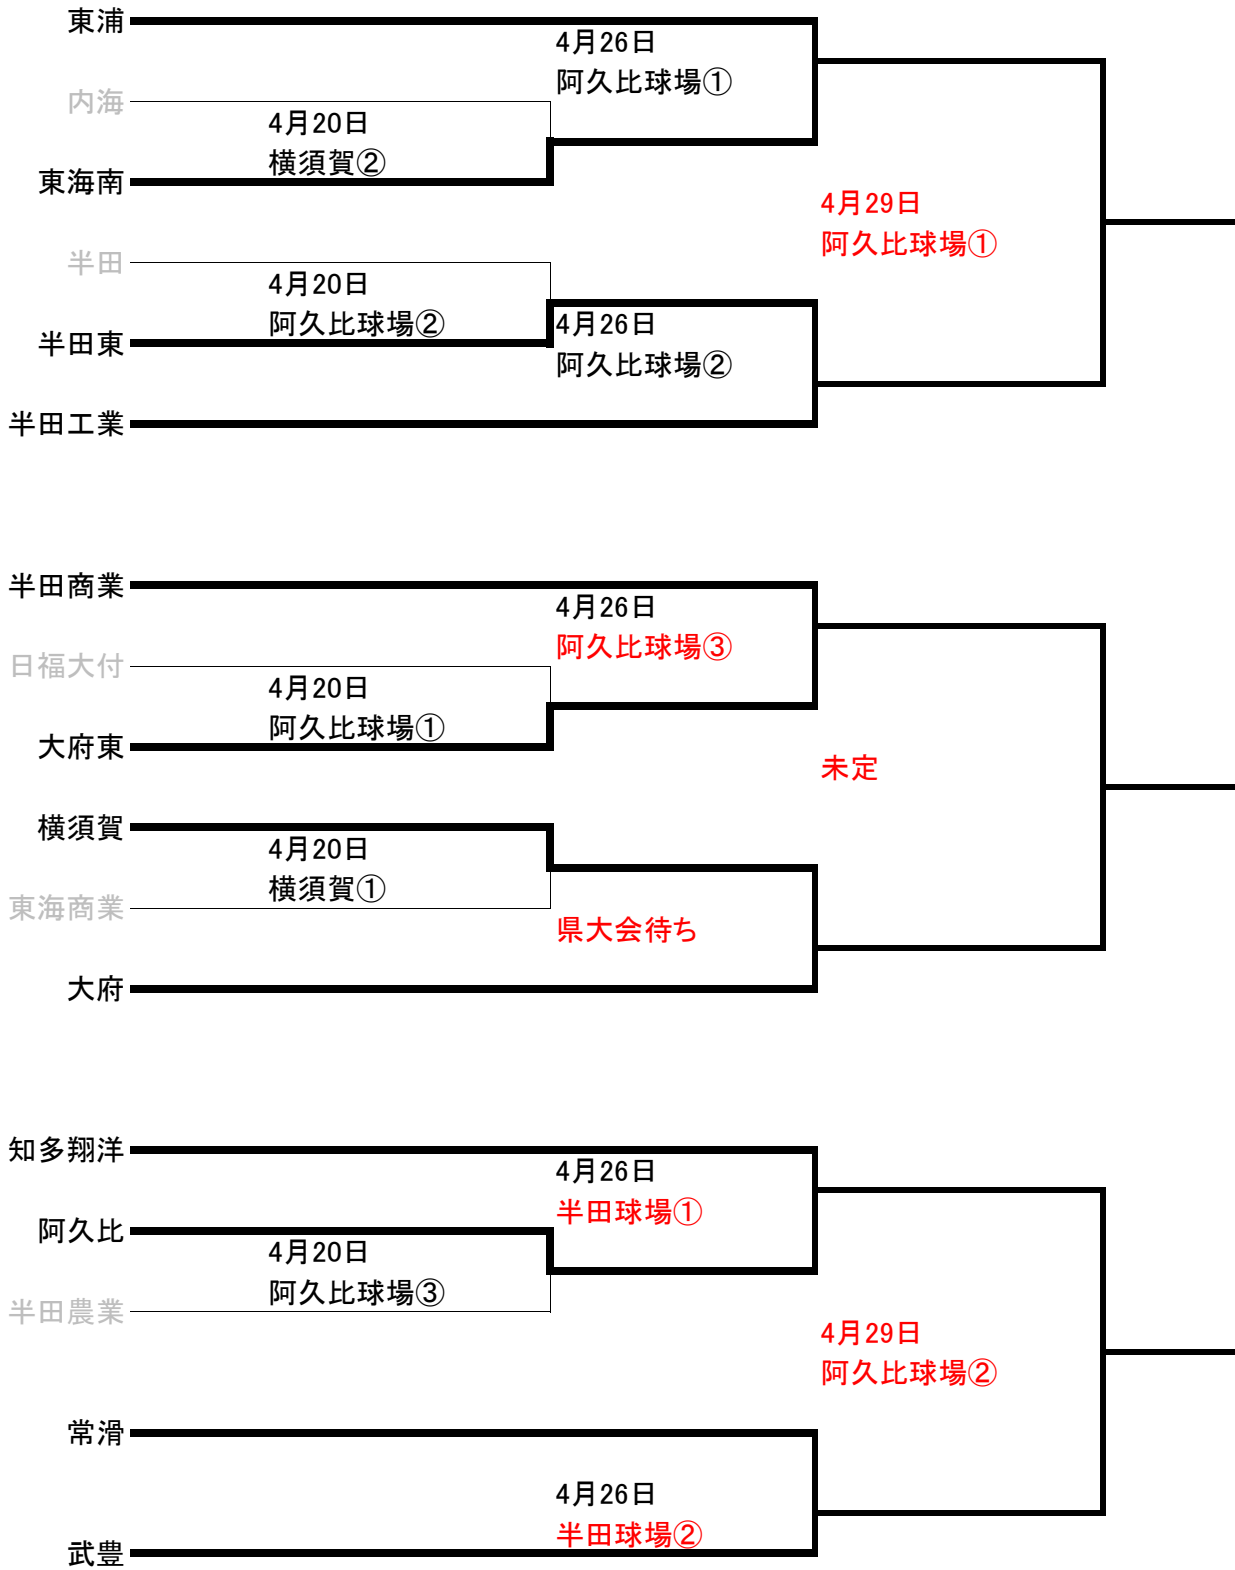 東浦
4月26日
阿久比球場①
内海
4月20日
横須賀②
東海南
4月29日
阿久比球場①
半田
4月20日
阿久比球場②
4月26日
阿久比球場②
半田東
半田工業
半田商業
4月26日
阿久比球場③
日福大付
4月20日
阿久比球場①
大府東
未定
横須賀
4月20日
横須賀①
東海商業
県大会待ち
大府
知多翔洋
4月26日
半田球場①
阿久比
4月20日
阿久比球場③
半田農業
4月29日
阿久比球場②
常滑
4月26日
半田球場②
武豊